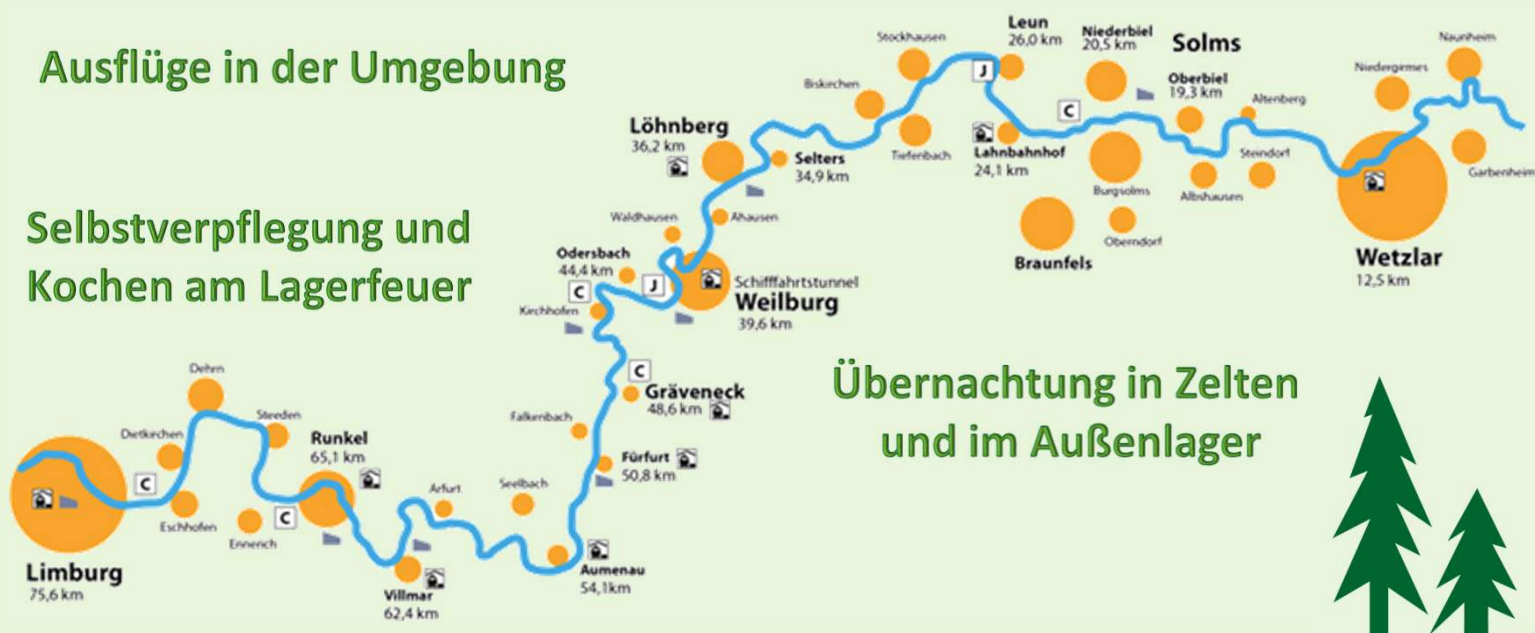 Ausflüge in der Umgebung
Selbstverpflegung und
Kochen am Lagerfeuer
Übernachtung in Zelten
und im Außenlager
Stockhausen
Leun
26,0 km
Niederbiel
20,5 km
Solms
Naunheim
Niedergirmes
Oberbiel
19,3 km
Altenberg
Biskirchen
J
C
Löhnberg
36,2 km
Selters
34,9 km
Tiefenbach
Lahnbahnhof
24,1 km
Burgsolms
Albshausen
Steindorf
Garbenheim
Waldhausen
Ahausen
Oberndorf
Braunfels
Wetzlar
12,5 km
Odersbach
44,4 km
C
J
Schifffahrtstunnel
Weilburg
39,6 km
Kirchhofen
C
Gräveneck
48,6 km
Falkenbach
Fürfurt
50,8 km
Dehrn
Steeden
Dietkirchen
Runkel
65,1 km
C
Eschhofen
Ennerich
C
Arfurt
Seelbach
Limburg
75,6 km
Villmar
62,4 km
Aumenau
54,1km